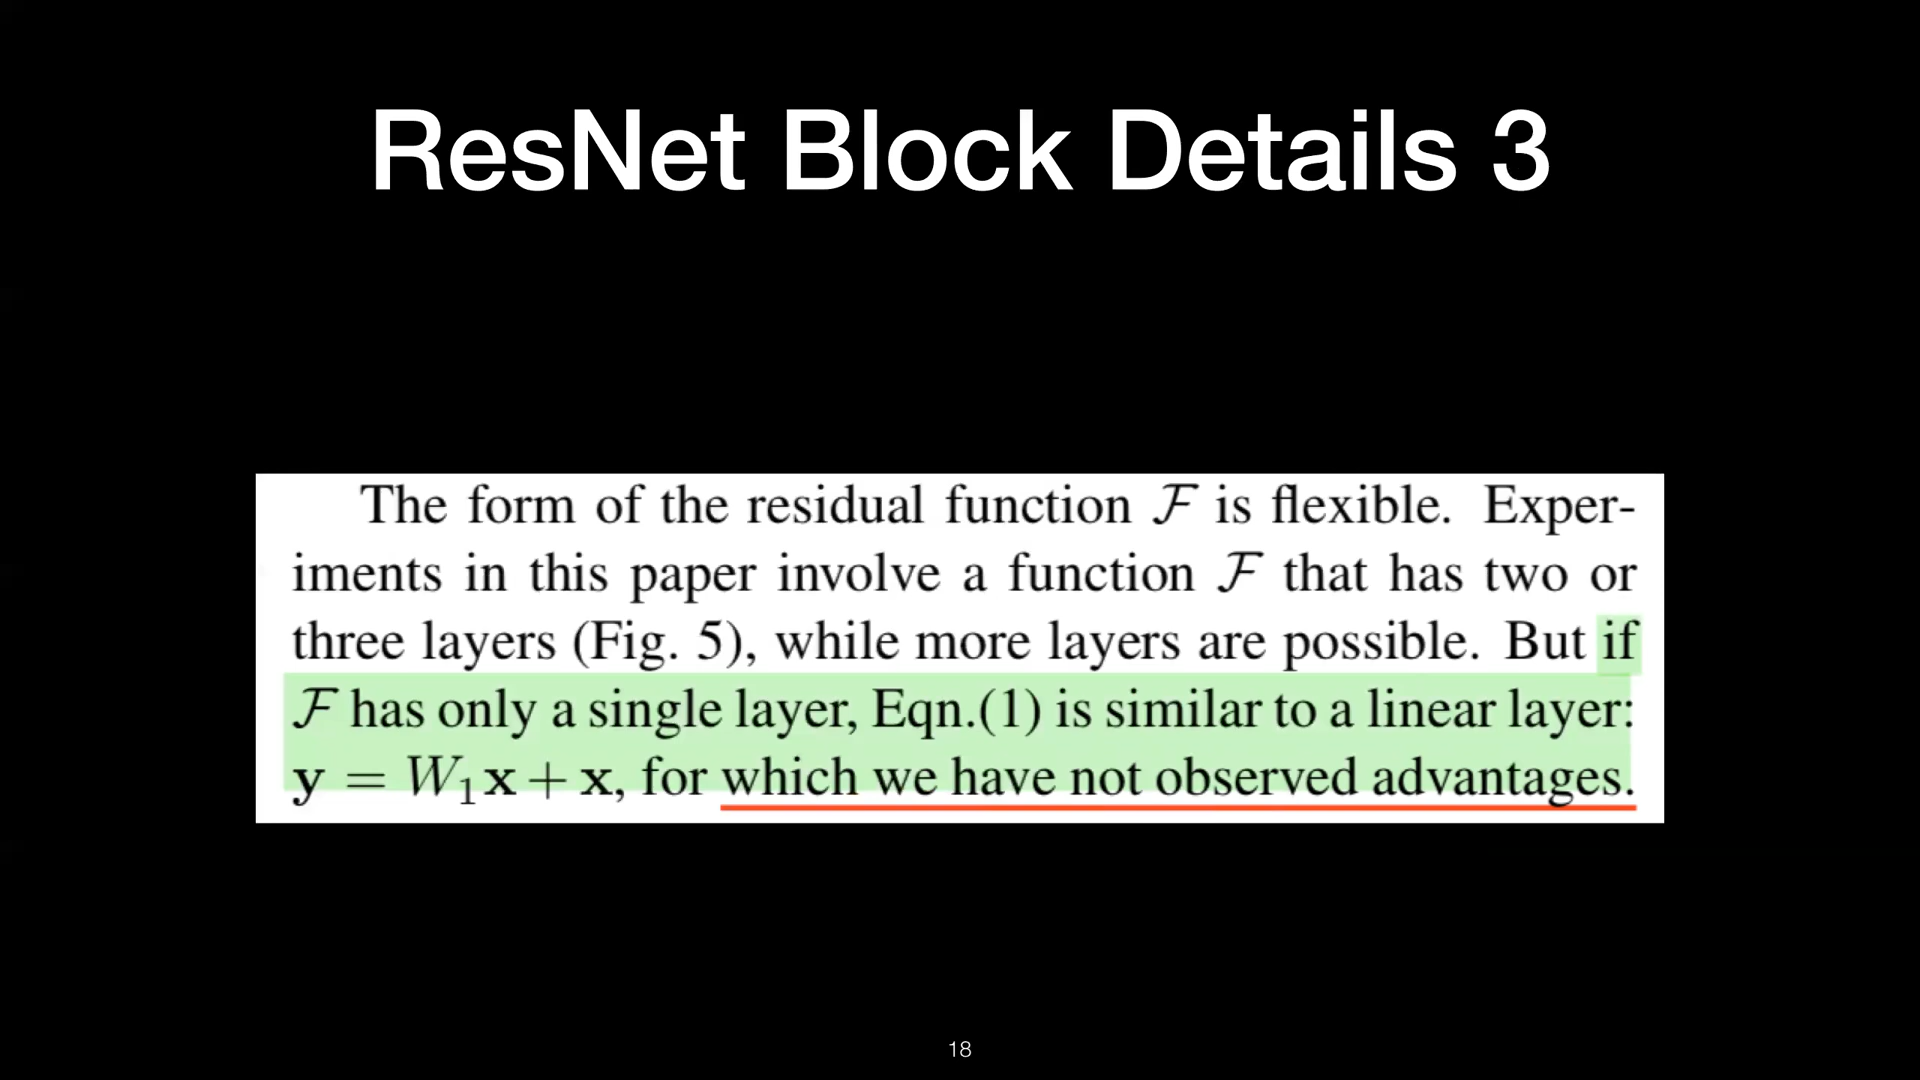 ResNet Block Details 3
The form of the residual function ℱ is flexible. Exper-
iments in this paper involve a function ℱ that has two or
three layers (Fig. 5), while more layers are possible. But if
ℱ has only a single layer, Eqn.(1) is similar to a linear layer:
y = W₁x + x, for which we have not observed advantages.
18